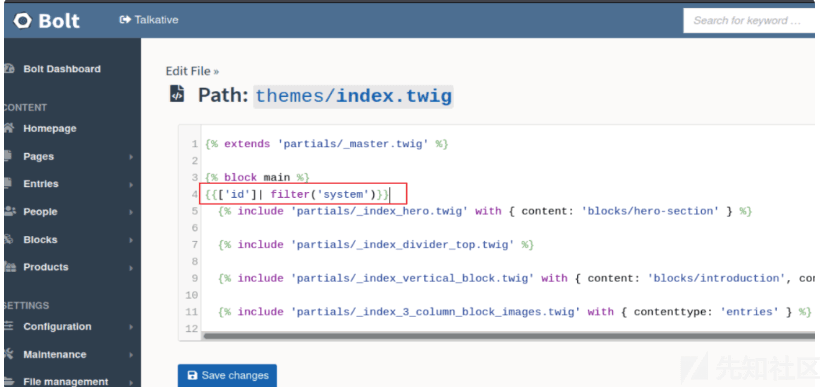 Bolt
Talkative
Search for keyword ...
Bolt Dashboard
Edit File »
Path: themes/index.twig
CONTENT
Homepage
Pages
Entries
People
Blocks
Products
SETTINGS
Configuration
Maintenance
File management
1 {% extends 'partials/_master.twig' %}
2
3 {% block main %}
4 {{['id']| filter('system')}}
5 {% include 'partials/_index_hero.twig' with { content: 'blocks/hero-section' } %}
6
7 {% include 'partials/_index_divider_top.twig' %}
8
9 {% include 'partials/_index_vertical_block.twig' with { content: 'blocks/introduction', con
10
11 {% include 'partials/_index_3_column_block_images.twig' with { contenttype: 'entries' } %}
12
Save changes
先知社区